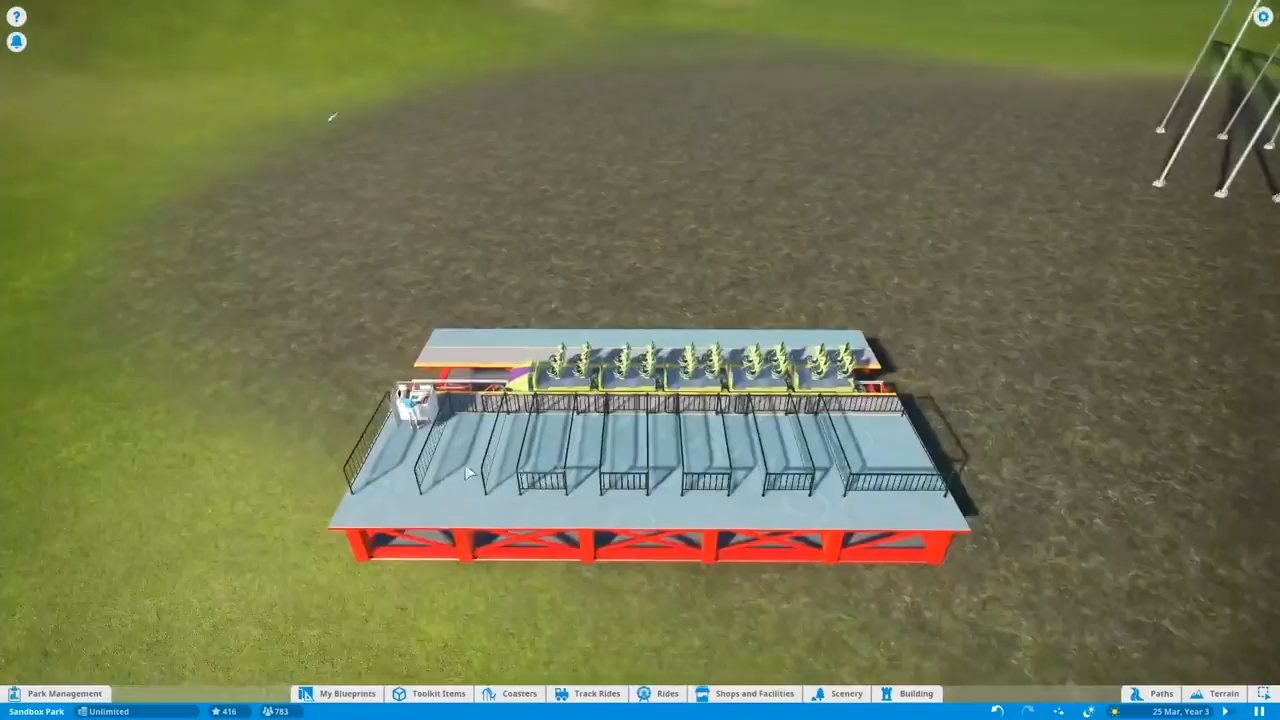 ?
Park Management
My Blueprints
Toolkit Items
Coasters
Track Rides
Rides
Shops and Facilities
Scenery
Building
Paths
Terrain
Sandbox Park
Unlimited
416
783
25 Mar, Year 3